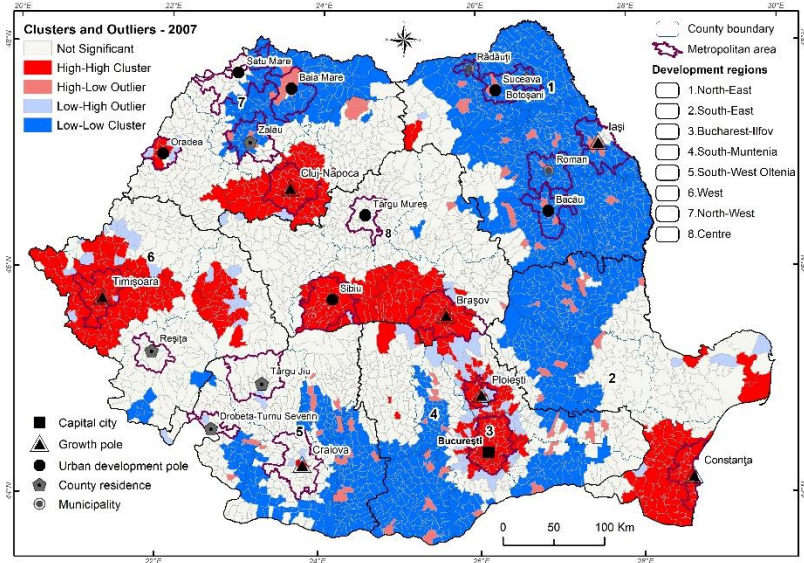 20°E 22°E 24°E 26°E 28°E 30°E
Clusters and Outliers - 2007
Not Significant
High-High Cluster
High-Low Outlier
Low-High Outlier
Low-Low Cluster
County boundary
Metropolitan area
Development regions
1.North-East
2.South-East
3.Bucharest-Ilfov
4.South-Muntenia
5.South-West Oltenia
6.West
7.North-West
8.Centre
Satu Mare
Baia Mare
7
Zalău
Oradea
Cluj-Napoca
Rădăuți
Suceava
1
Botoșani
Iași
Roman
Bacău
Târgu Mureș
8
6
Timișoara
Sibiu
Brașov
Reșița
Târgu Jiu
Ploiești
2
Drobeta-Turnu Severin
5
4
3
București
Craiova
Constanța
Capital city
Growth pole
Urban development pole
County residence
Municipality
0 50 100 Km
22°E 24°E 26°E 28°E